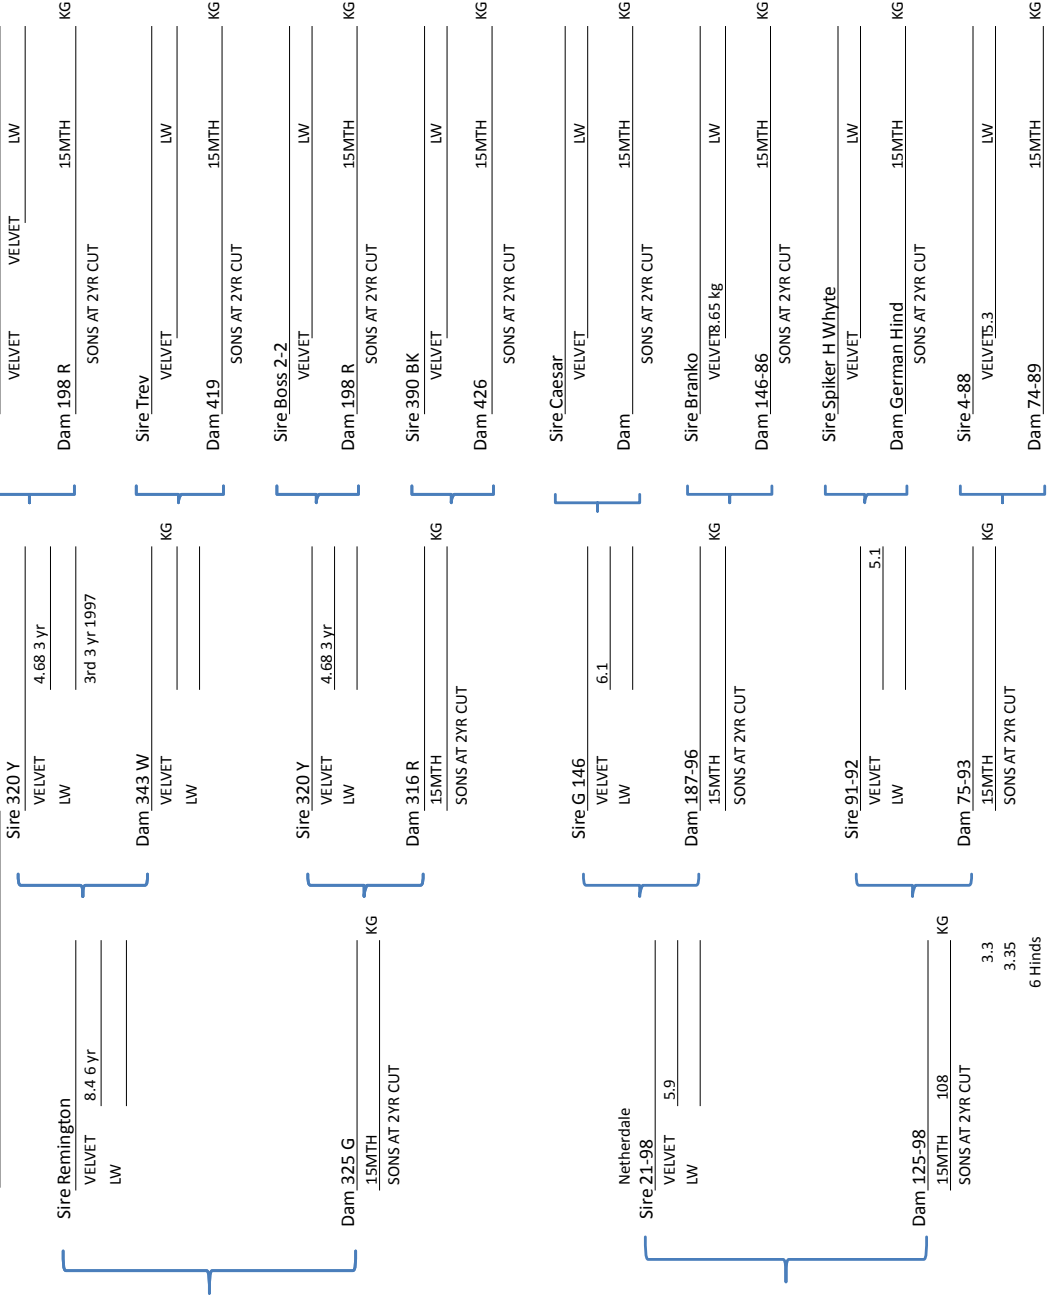 Sire Remington
VELVET 8.4 6 yr
LW
Dam 325 G
15MTH KG
SONS AT 2YR CUT
Netherdale
Sire 21-98
VELVET 5.9
LW
Dam 125-98
15MTH 108 KG
SONS AT 2YR CUT
3.3
3.35
6 Hinds
Sire 320 Y
VELVET 4.68 3 yr
LW
3rd 3 yr 1997
Dam 343 W
VELVET KG
LW
Sire 320 Y
VELVET 4.68 3 yr
LW
Dam 316 R
15MTH KG
SONS AT 2YR CUT
Sire G 146
VELVET 6.1
LW
Dam 187-96
15MTH KG
SONS AT 2YR CUT
Sire 91-92
VELVET 5.1
LW
Dam 75-93
15MTH KG
SONS AT 2YR CUT
VELVET VELVET LW
Dam 198 R 15MTH KG
SONS AT 2YR CUT
Sire Trev
VELVET LW
Dam 419 15MTH KG
SONS AT 2YR CUT
Sire Boss 2-2
VELVET LW
Dam 198 R 15MTH KG
SONS AT 2YR CUT
Sire 390 BK
VELVET LW
Dam 426 15MTH KG
SONS AT 2YR CUT
Sire Caesar
VELVET LW
Dam 15MTH KG
SONS AT 2YR CUT
Sire Branko
VELVET 8.65 kg LW
Dam 146-86 15MTH KG
SONS AT 2YR CUT
Sire Spiker H Whyte
VELVET LW
Dam German Hind 15MTH KG
SONS AT 2YR CUT
Sire 4-88
VELVET 5.3 LW
Dam 74-89 15MTH KG